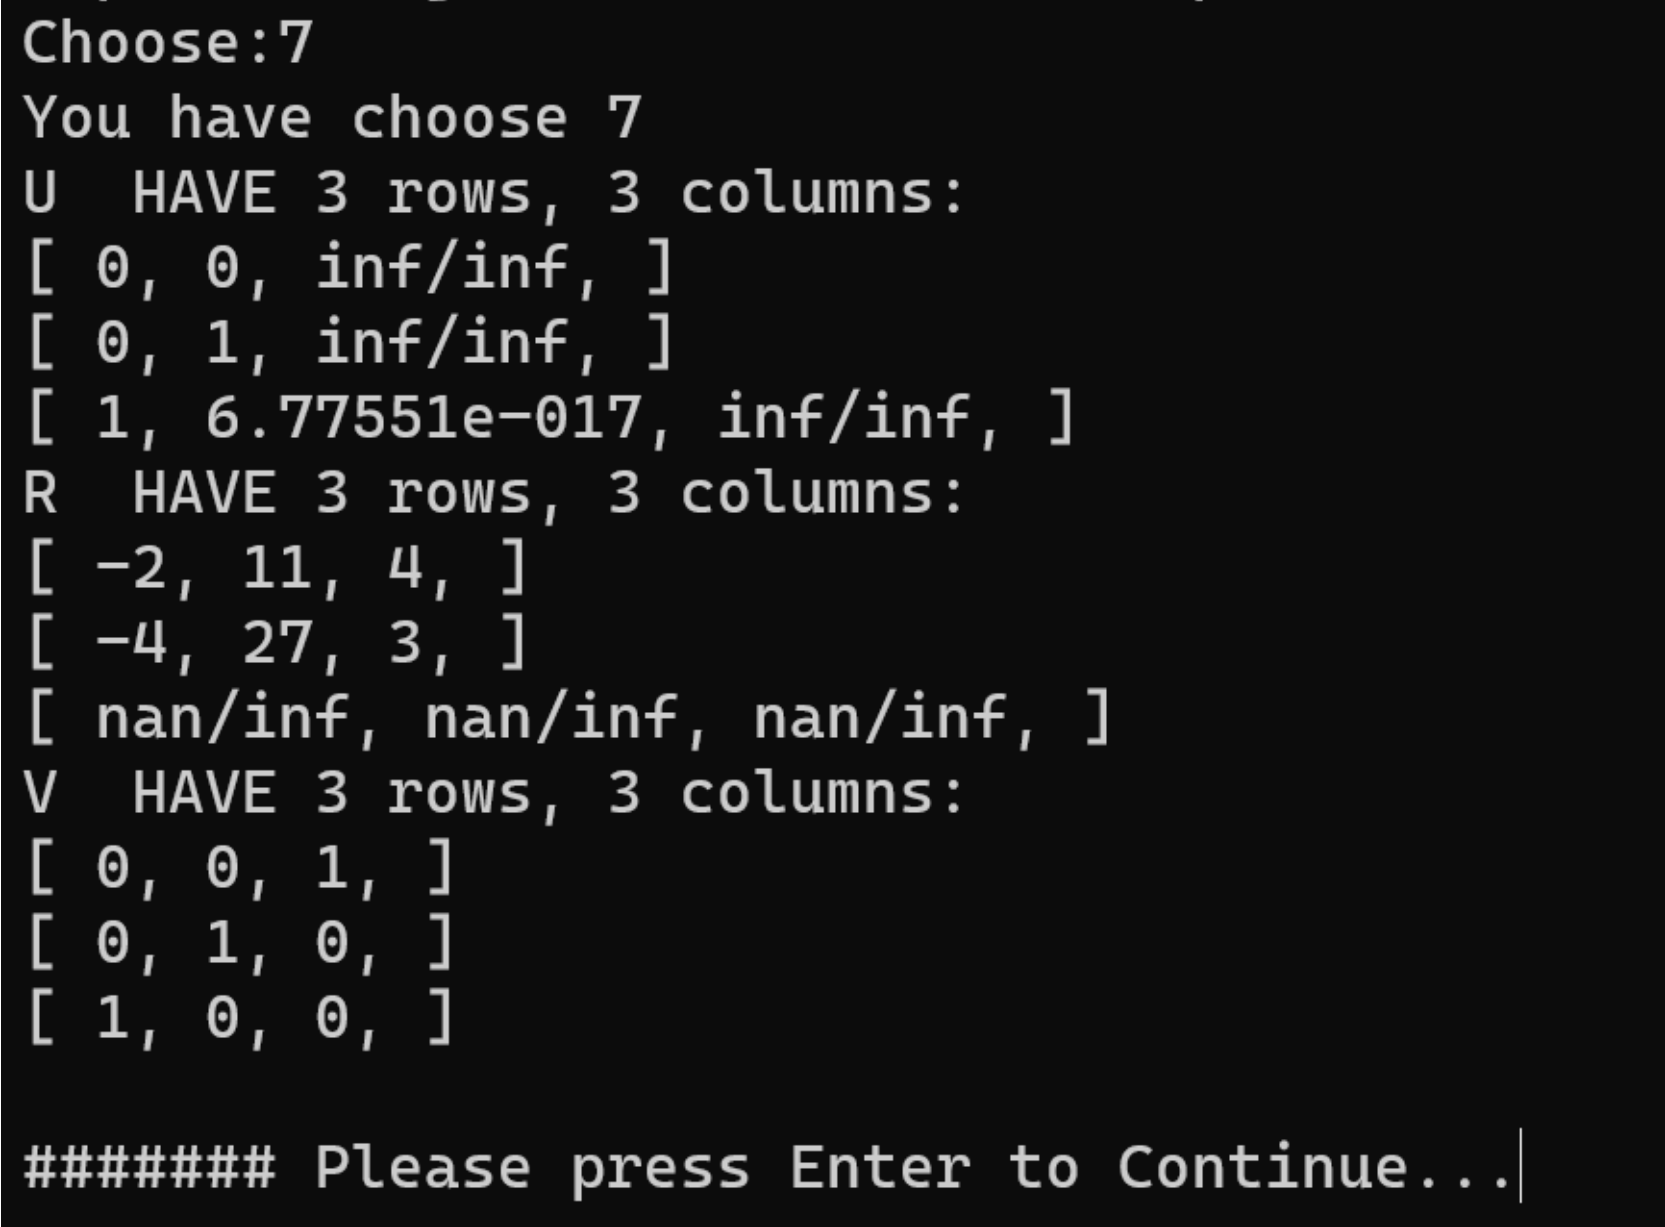 Choose:7
You have choose 7
U  HAVE 3 rows, 3 columns:
[ 0, 0, inf/inf, ]
[ 0, 1, inf/inf, ]
[ 1, 6.77551e-017, inf/inf, ]
R  HAVE 3 rows, 3 columns:
[ -2, 11, 4, ]
[ -4, 27, 3, ]
[ nan/inf, nan/inf, nan/inf, ]
V  HAVE 3 rows, 3 columns:
[ 0, 0, 1, ]
[ 0, 1, 0, ]
[ 1, 0, 0, ]
####### Please press Enter to Continue...